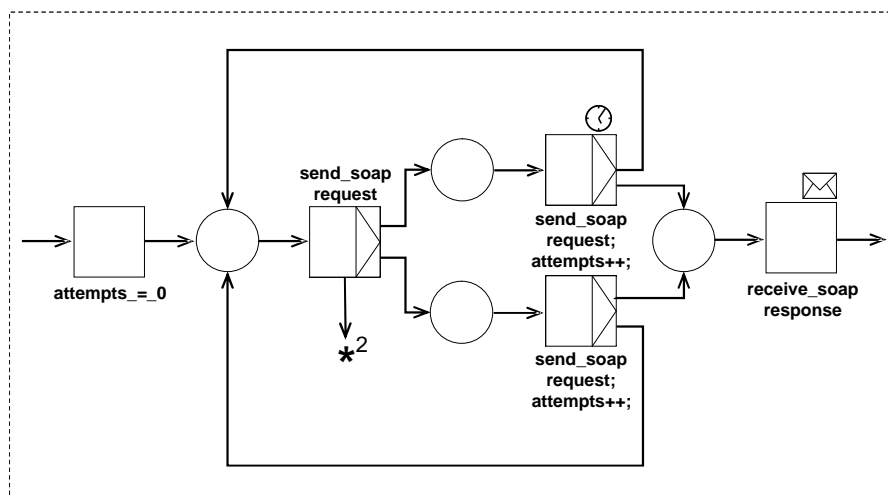 send_soap
request
send_soap
request;
attempts++;
attempts_=_0
receive_soap
response
*2
send_soap
request;
attempts++;